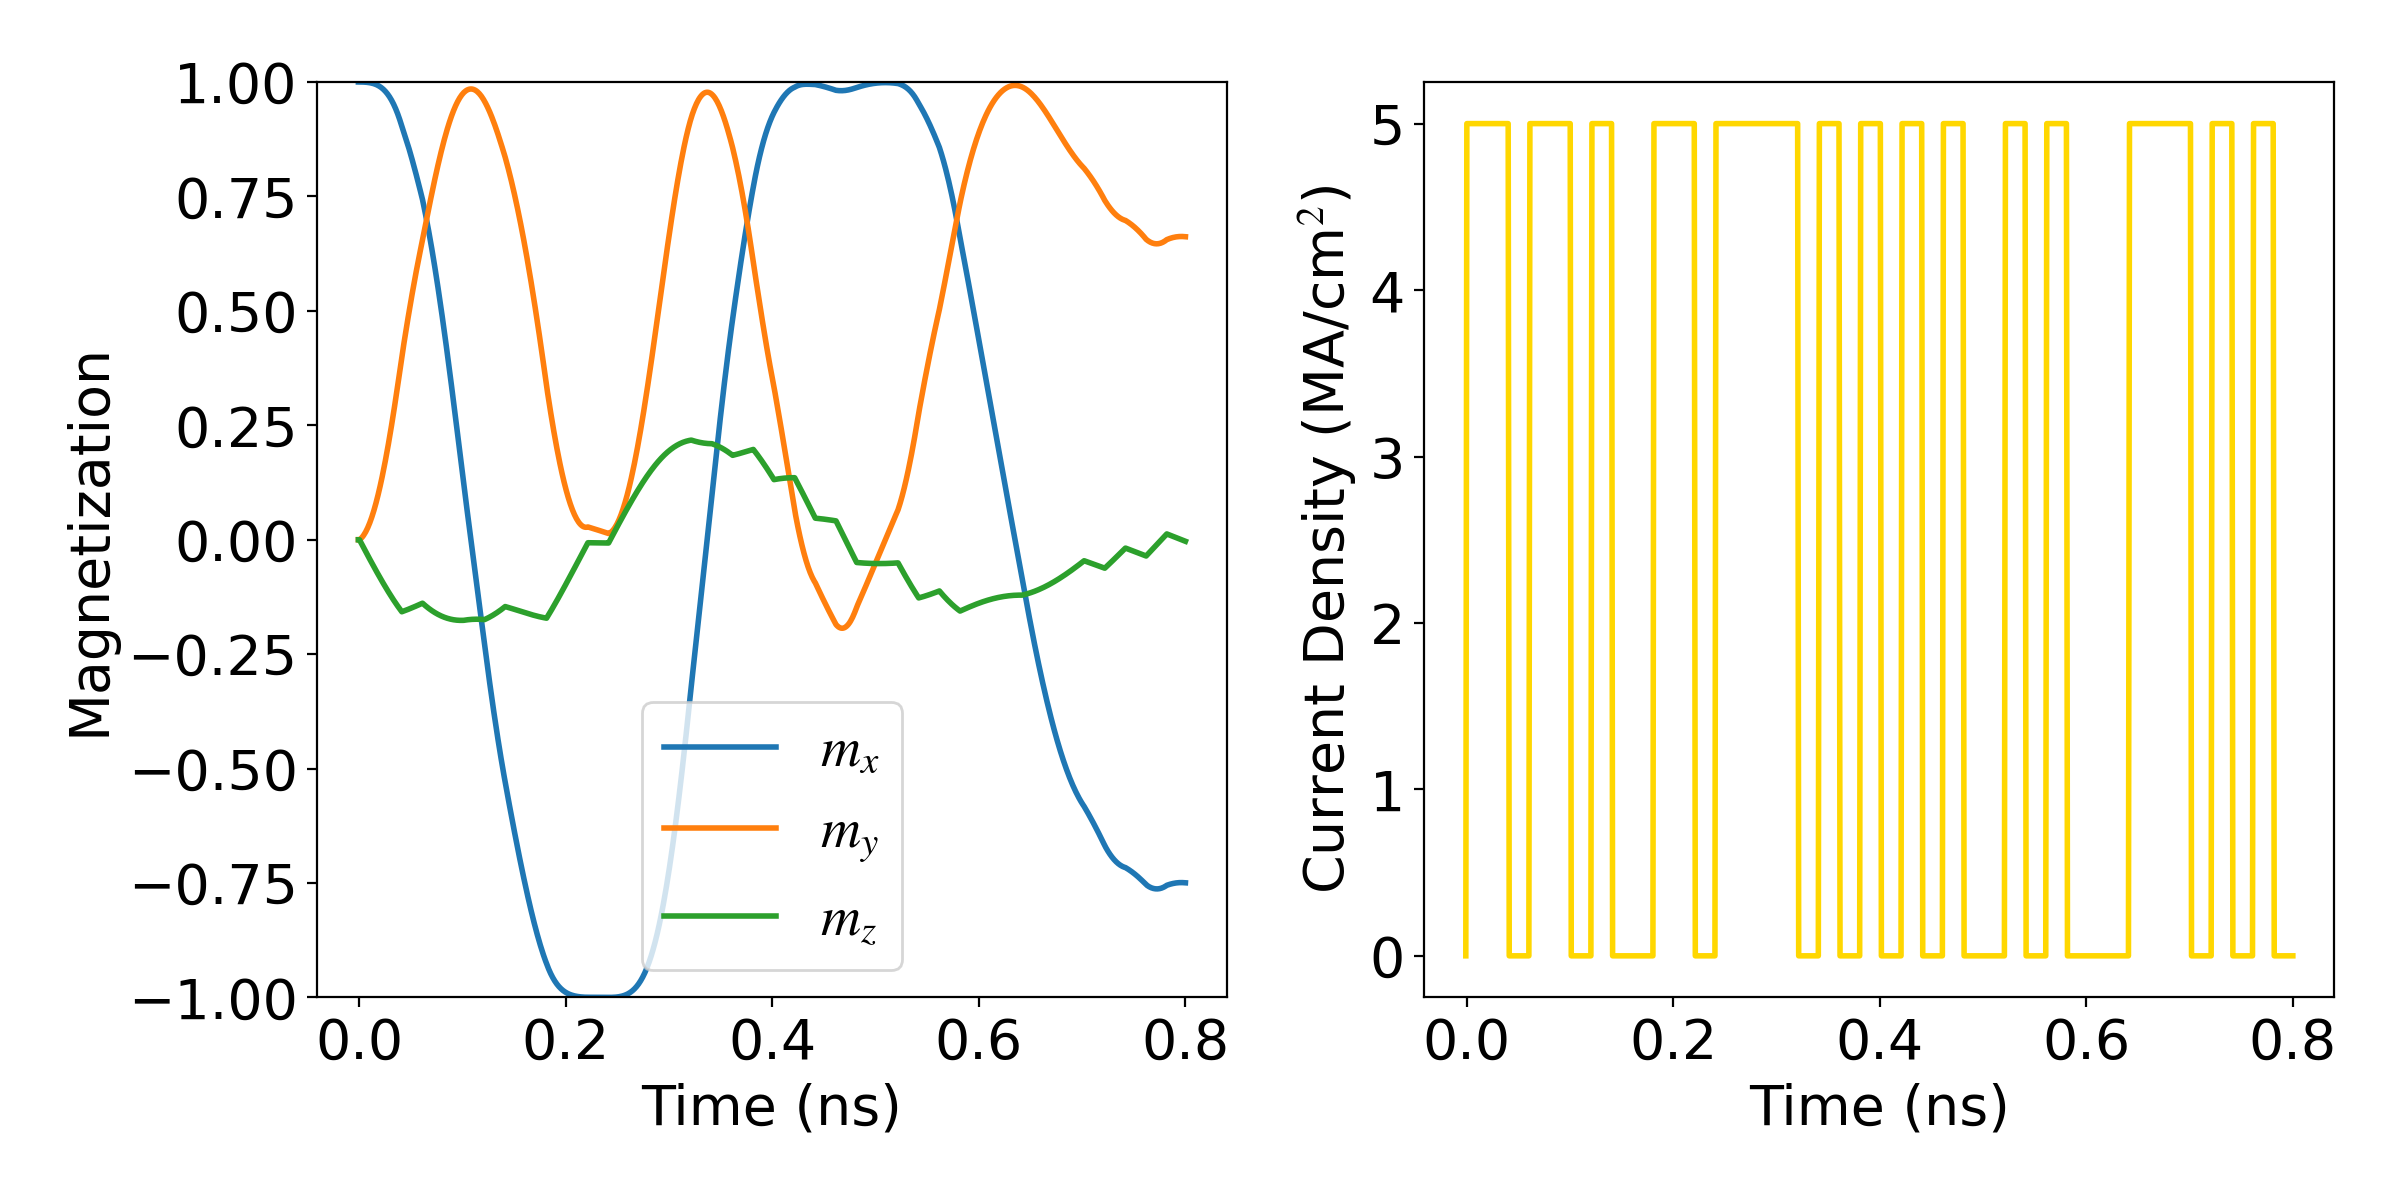 Magnetization
1.00
0.75
0.50
0.25
0.00
−0.25
−0.50
−0.75
−1.00
0.0 0.2 0.4 0.6 0.8
Time (ns)
mₓ
m_y
m_z
Current Density (MA/cm²)
5
4
3
2
1
0
0.0 0.2 0.4 0.6 0.8
Time (ns)